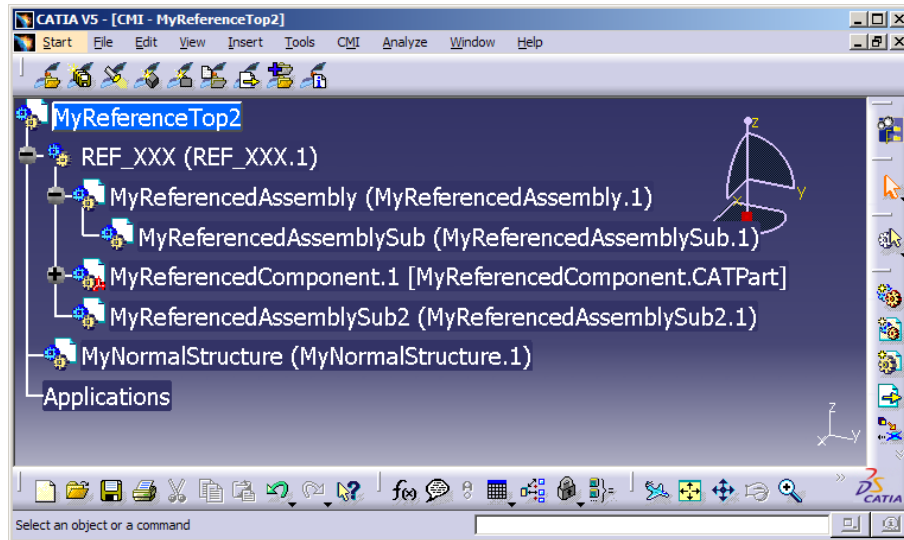 CATIA V5 - [CMI - MyReferenceTop2]
Start File Edit View Insert Tools CMI Analyze Window Help
MyReferenceTop2
REF_XXX (REF_XXX.1)
MyReferencedAssembly (MyReferencedAssembly.1)
MyReferencedAssemblySub (MyReferencedAssemblySub.1)
MyReferencedComponent.1 [MyReferencedComponent.CATPart]
MyReferencedAssemblySub2 (MyReferencedAssemblySub2.1)
MyNormalStructure (MyNormalStructure.1)
Applications
z
y
x
z
y
x
f(x)
DS
CATIA
Select an object or a command